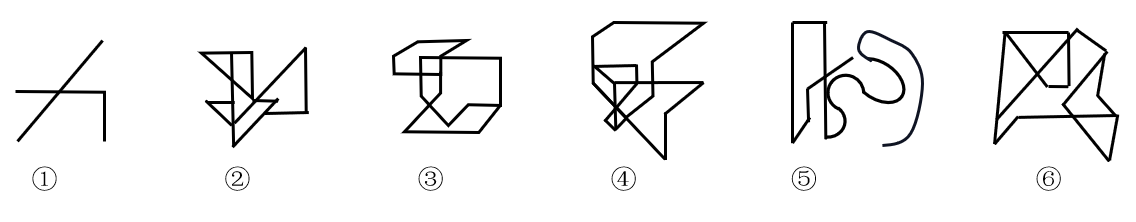 ① ② ③ ④ ⑤ ⑥